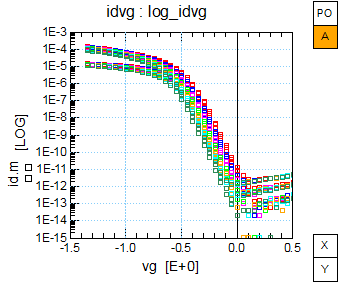 idvg : log_idvg
PO
A
1E-3
1E-4
1E-5
1E-6
1E-7
1E-8
1E-9
1E-10
1E-11
1E-12
1E-13
1E-14
1E-15
id.m [LOG]
-1.5 -1.0 -0.5 0.0 0.5
vg [E+0]
X
Y